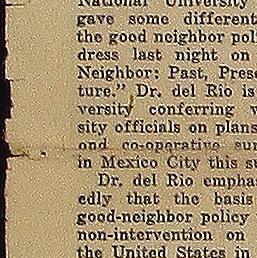 National University
gave some different
the good neighbor pol
dress last night on
Neighbor: Past, Prese
ture." Dr. del Rio is
versity conferring w
sity officials on plans
and co-operative sum
in Mexico City this su
Dr. del Rio empha
edly that the basis
good-neighbor policy
non-intervention on
the United States in